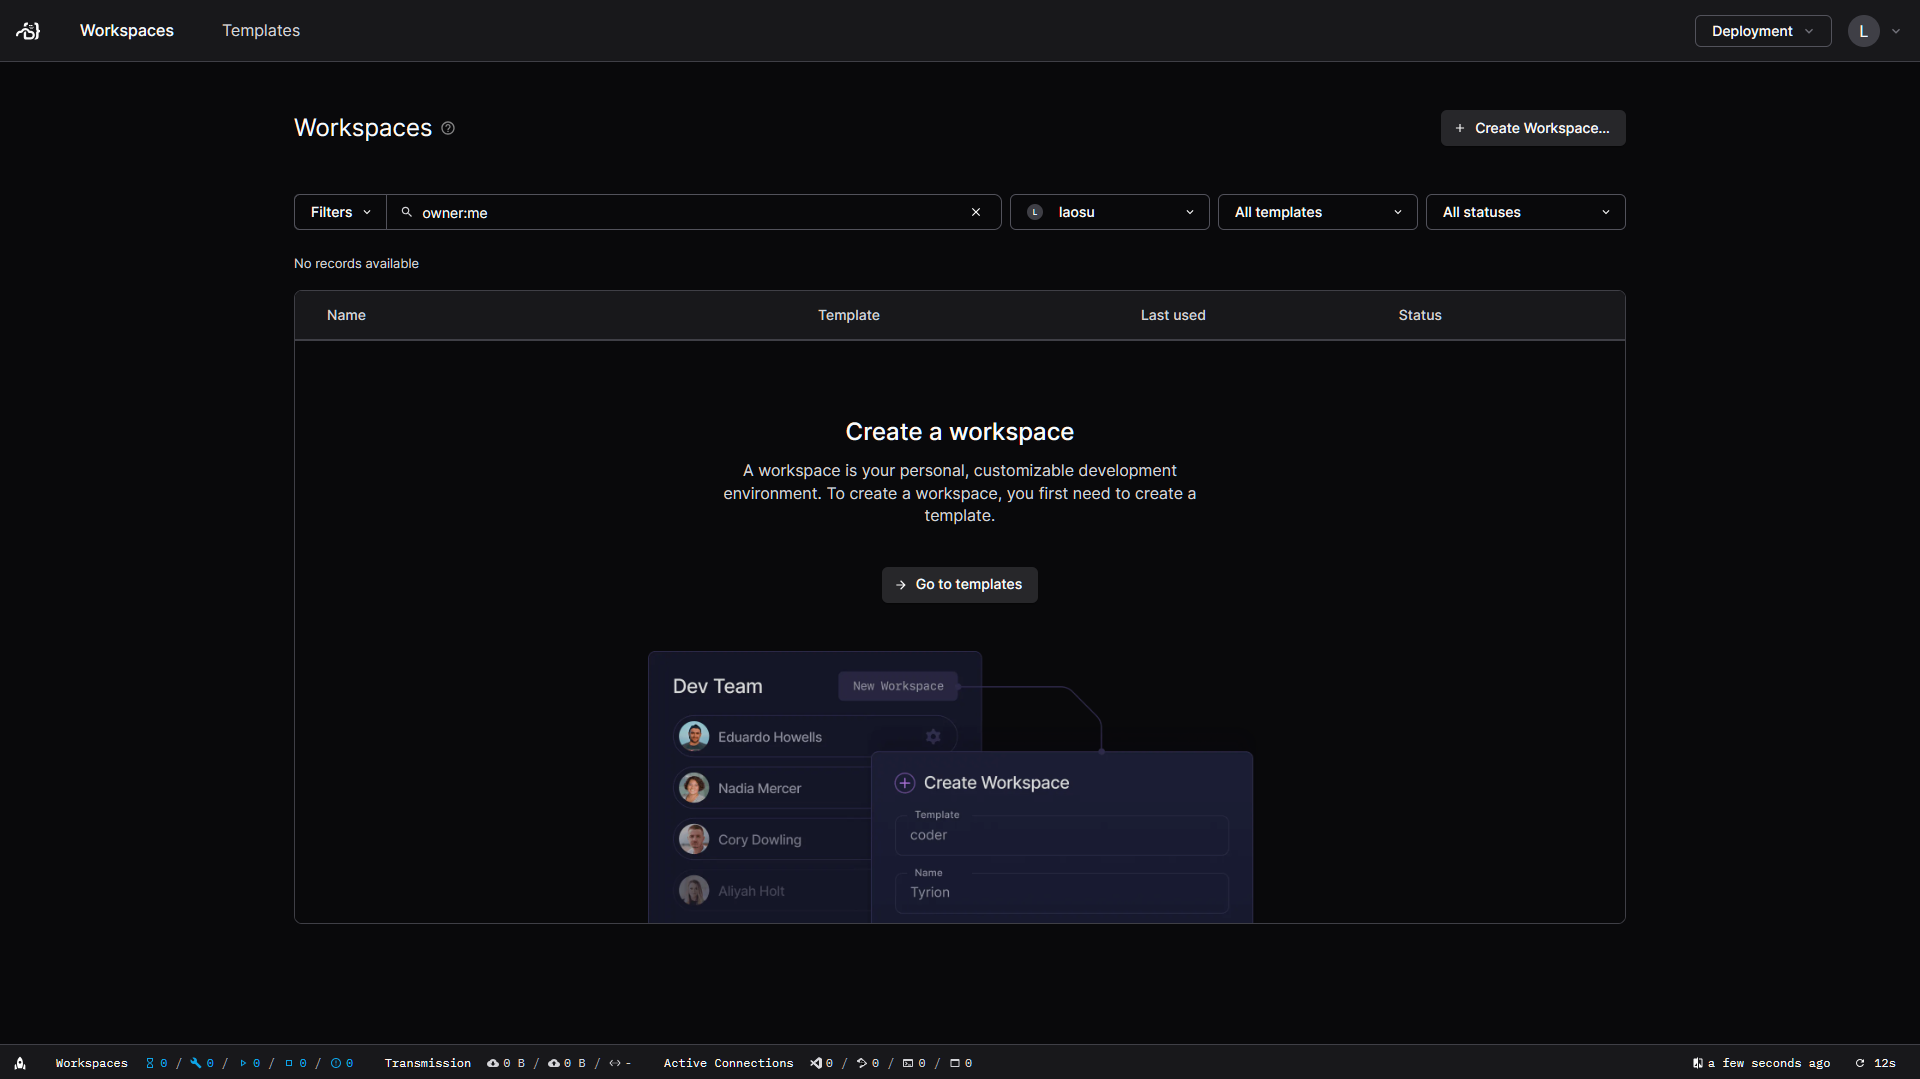 Workspaces
Templates
Deployment
L
Workspaces
Create Workspace...
Filters
owner:me
L
laosu
All templates
All statuses
No records available
Name
Template
Last used
Status
Create a workspace
A workspace is your personal, customizable development
environment. To create a workspace, you first need to create a
template.
Go to templates
Dev Team
New Workspace
Eduardo Howells
Nadia Mercer
Cory Dowling
Aliyah Holt
Create Workspace
Template
coder
Name
Tyrion
Workspaces 0 / 0 / 0 / 0 / 0 Transmission 0 B / 0 B / - Active Connections 0 / 0 / 0 / 0 a few seconds ago 12s